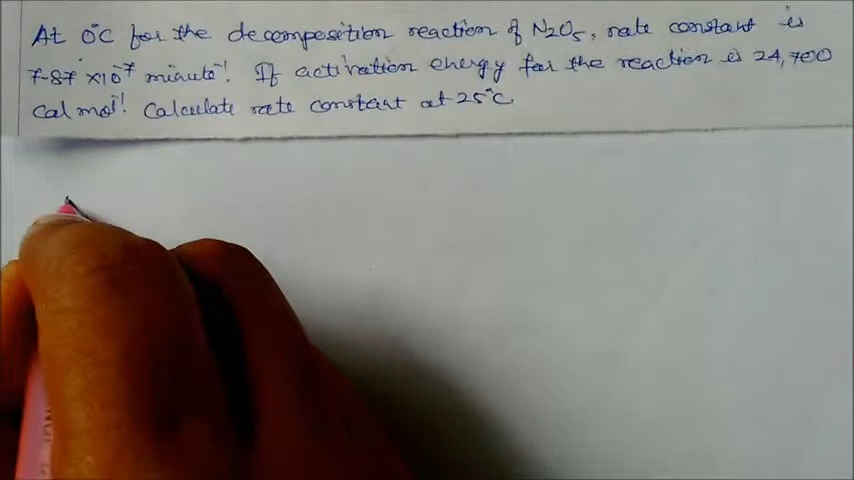 At 0°C for the decomposition reaction of N₂O₅, rate constant is
7.87 × 10⁻⁷ minute⁻¹. If activation energy for the reaction is 24,700
cal mol⁻¹. Calculate rate constant at 25°C.